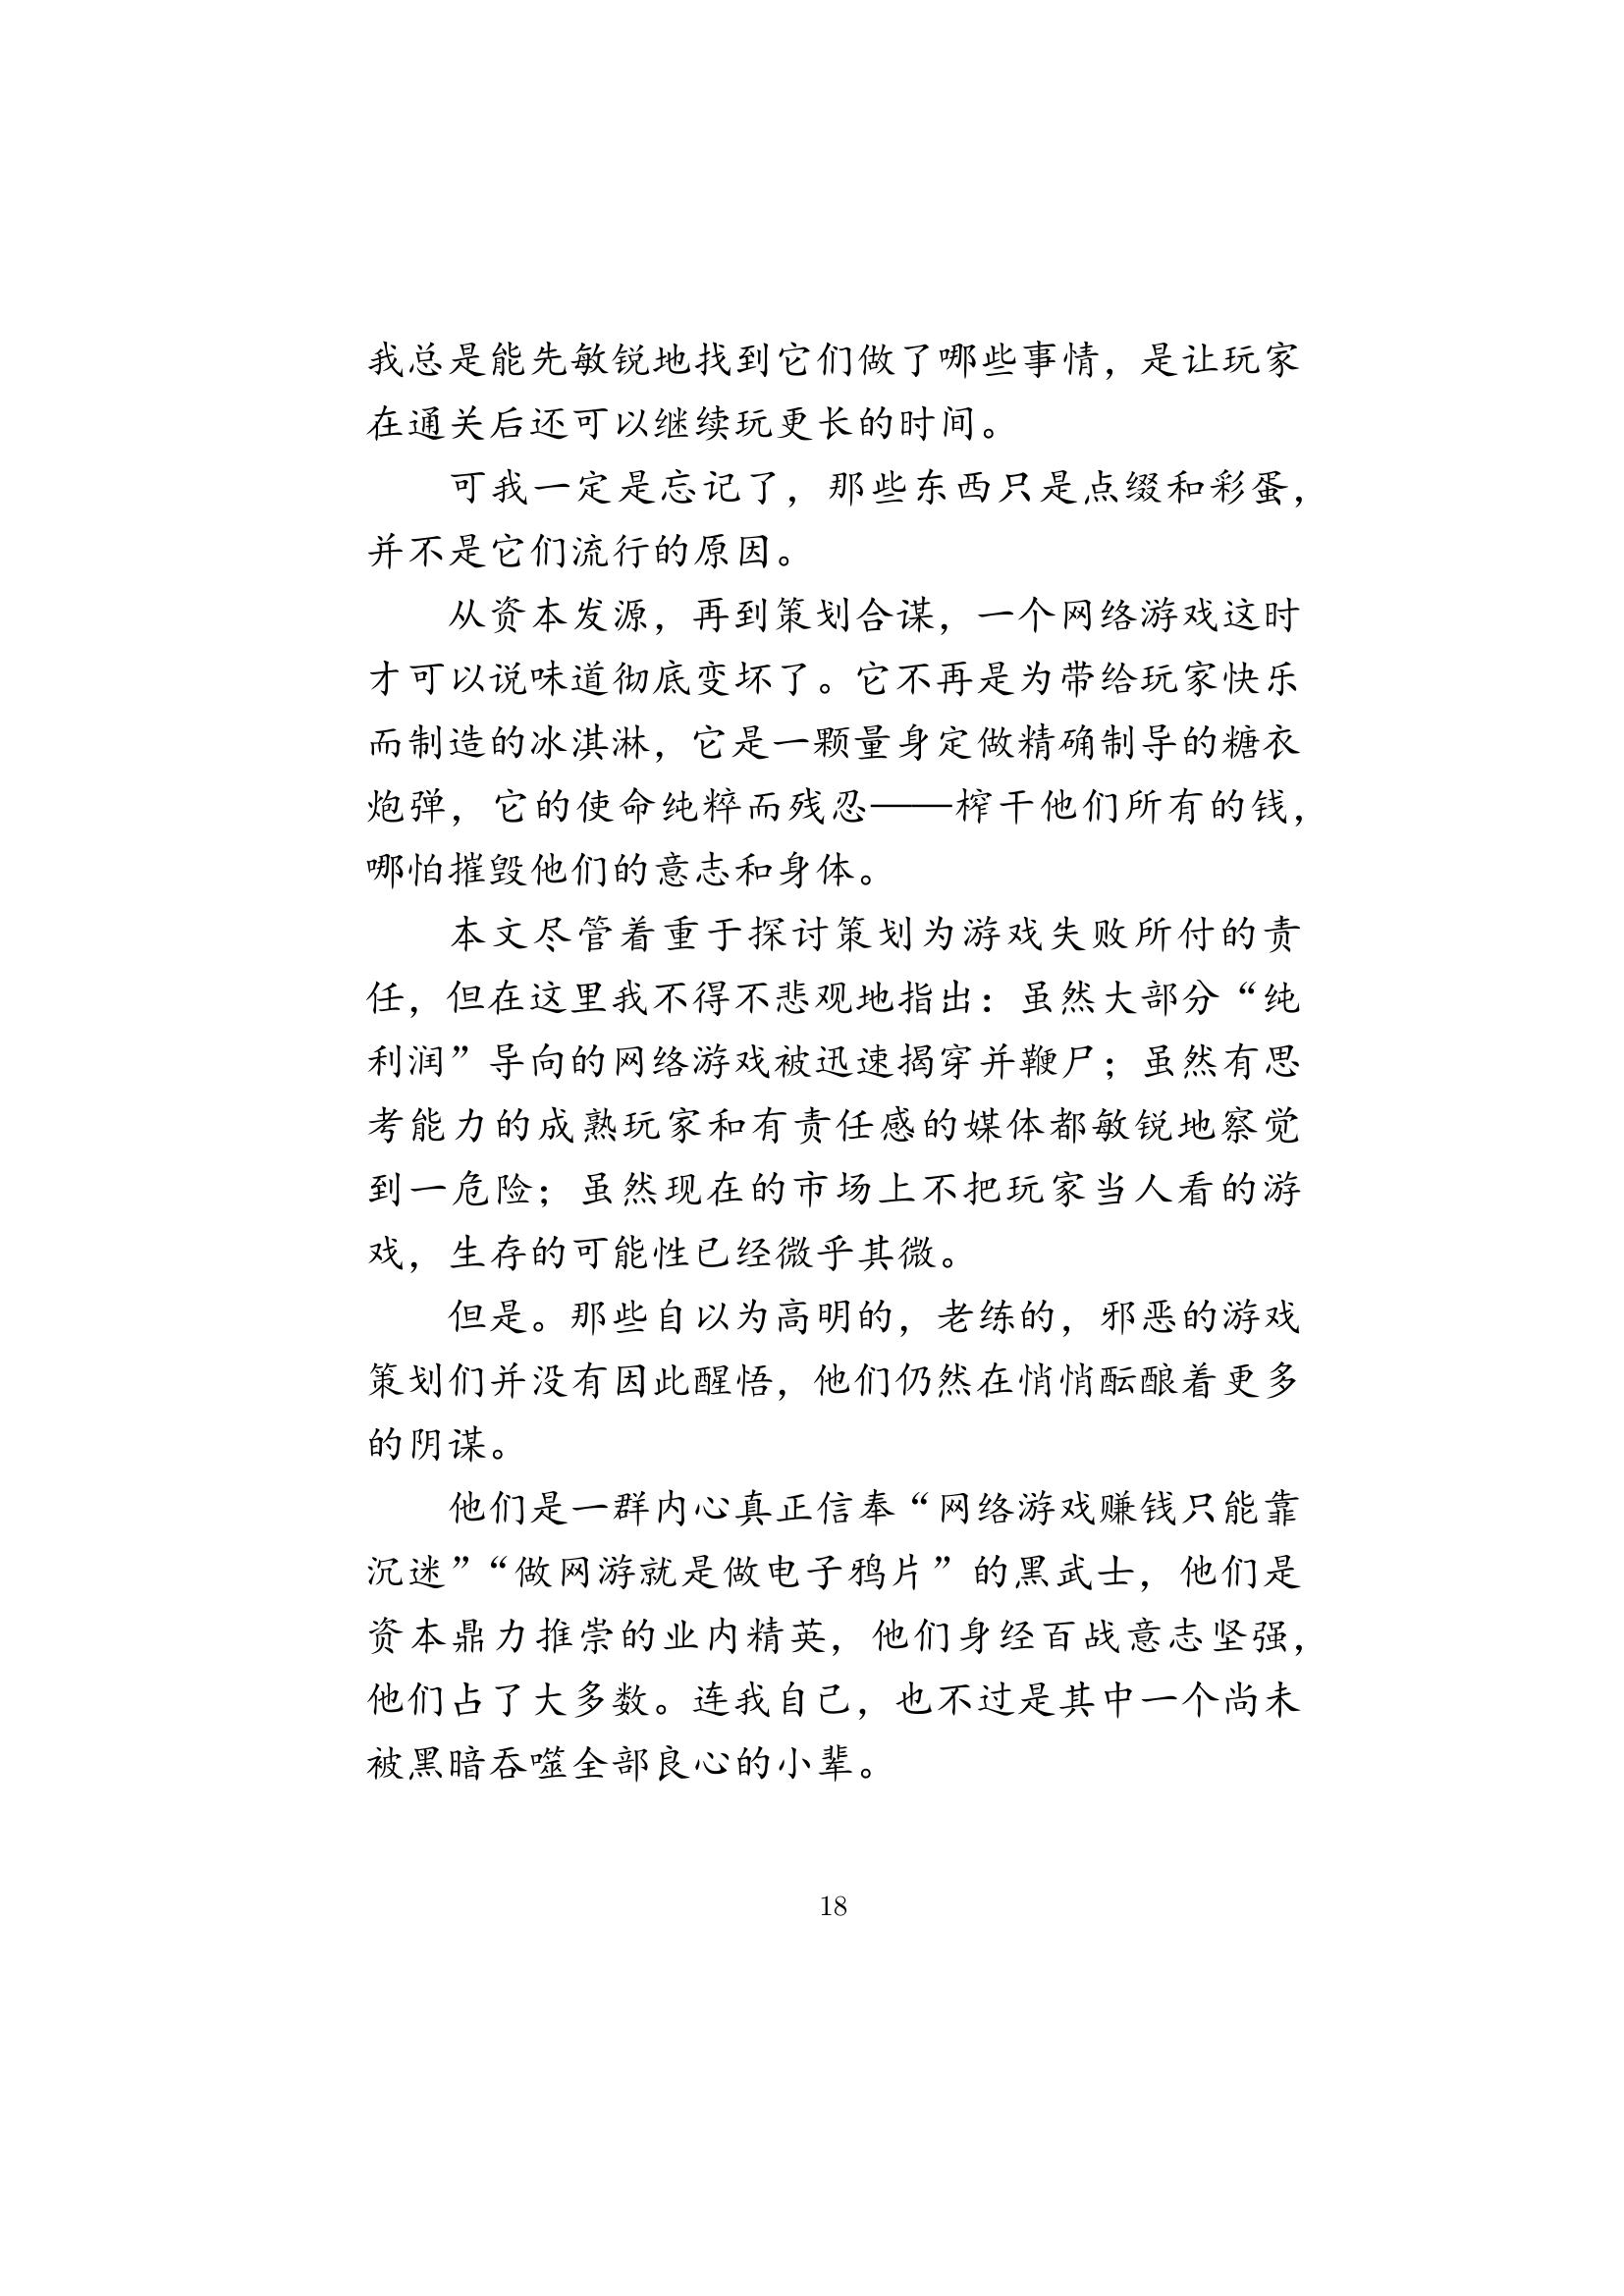 我总是能先敏锐地找到它们做了哪些事情，是让玩家
在通关后还可以继续玩更长的时间。
可我一定是忘记了，那些东西只是点缀和彩蛋，
并不是它们流行的原因。
从资本发源，再到策划合谋，一个网络游戏这时
才可以说味道彻底变坏了。它不再是为带给玩家快乐
而制造的冰淇淋，它是一颗量身定做精确制导的糖衣
炮弹，它的使命纯粹而残忍——榨干他们所有的钱，
哪怕摧毁他们的意志和身体。
本文尽管着重于探讨策划为游戏失败所付的责
任，但在这里我不得不悲观地指出：虽然大部分“纯
利润”导向的网络游戏被迅速揭穿并鞭尸；虽然有思
考能力的成熟玩家和有责任感的媒体都敏锐地察觉
到一危险；虽然现在的市场上不把玩家当人看的游
戏，生存的可能性已经微乎其微。
但是。那些自以为高明的，老练的，邪恶的游戏
策划们并没有因此醒悟，他们仍然在悄悄酝酿着更多
的阴谋。
他们是一群内心真正信奉“网络游戏赚钱只能靠
沉迷”“做网游就是做电子鸦片”的黑武士，他们是
资本鼎力推崇的业内精英，他们身经百战意志坚强，
他们占了大多数。连我自己，也不过是其中一个尚未
被黑暗吞噬全部良心的小辈。
18